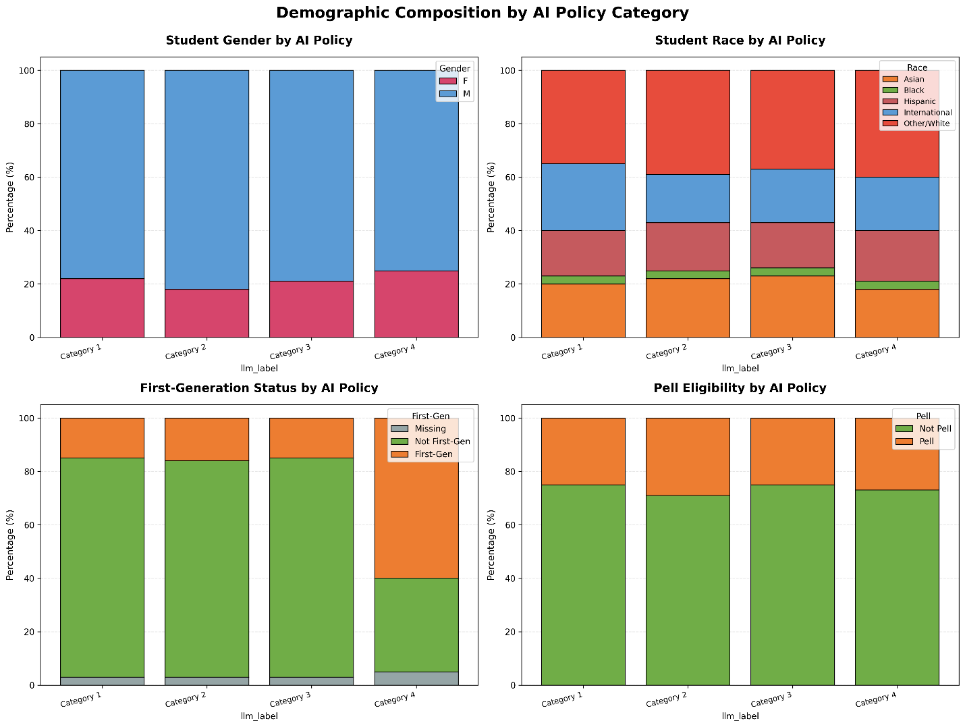 Demographic Composition by AI Policy Category
Student Gender by AI Policy
Percentage (%)
100
80
60
40
20
0
Gender
F
M
Category 1
Category 2
Category 3
Category 4
llm_label
Student Race by AI Policy
Percentage (%)
100
80
60
40
20
0
Race
Asian
Black
Hispanic
International
Other/White
Category 1
Category 2
Category 3
Category 4
llm_label
First-Generation Status by AI Policy
Percentage (%)
100
80
60
40
20
0
First-Gen
Missing
Not First-Gen
First-Gen
Category 1
Category 2
Category 3
Category 4
llm_label
Pell Eligibility by AI Policy
Percentage (%)
100
80
60
40
20
0
Pell
Not Pell
Pell
Category 1
Category 2
Category 3
Category 4
llm_label